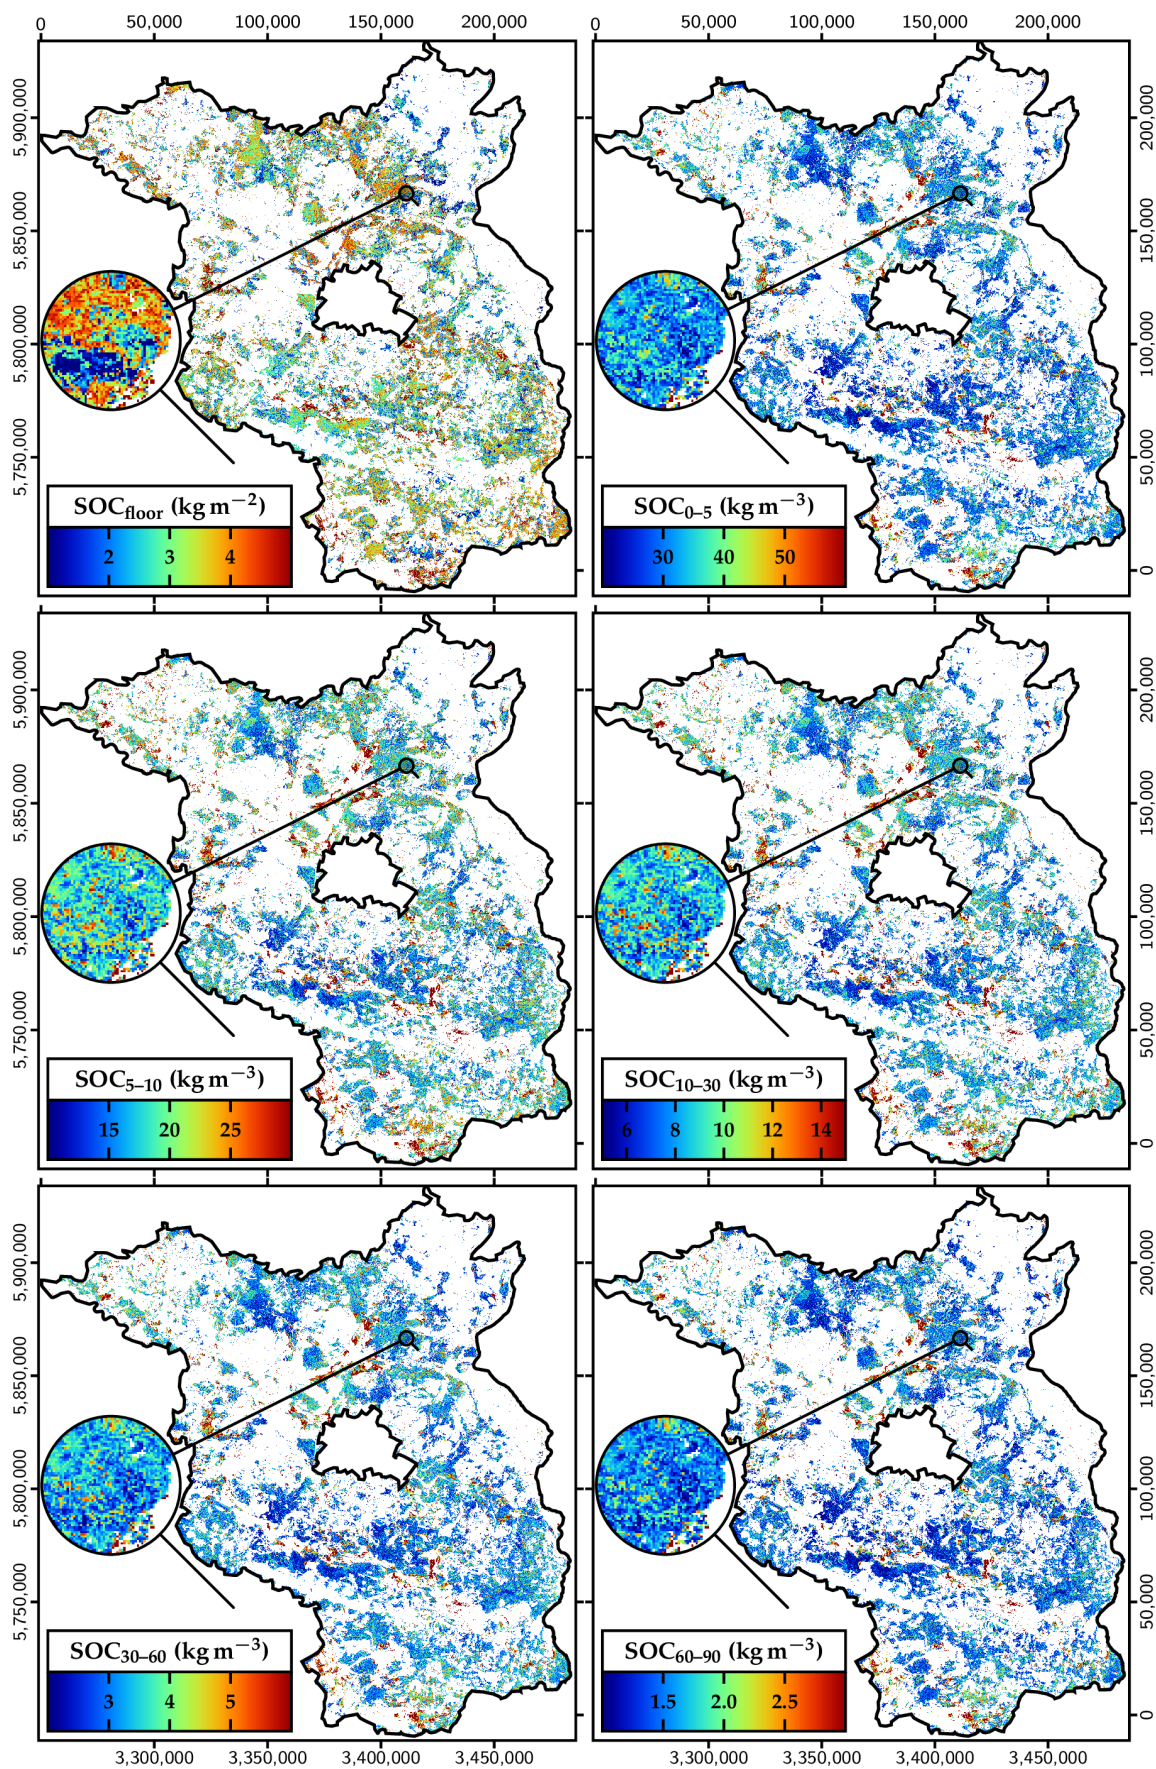 0 50,000 100,000 150,000 200,000 0 50,000 100,000 150,000 200,000
5,900,000
5,850,000
5,800,000
5,750,000
200,000
150,000
100,000
50,000
0
SOCfloor (kg m−2)
2 3 4
SOC0–5 (kg m−3)
30 40 50
5,900,000
5,850,000
5,800,000
5,750,000
200,000
150,000
100,000
50,000
0
SOC5–10 (kg m−3)
15 20 25
SOC10–30 (kg m−3)
6 8 10 12 14
5,900,000
5,850,000
5,800,000
5,750,000
200,000
150,000
100,000
50,000
0
SOC30–60 (kg m−3)
3 4 5
SOC60–90 (kg m−3)
1.5 2.0 2.5
3,300,000 3,350,000 3,400,000 3,450,000 3,300,000 3,350,000 3,400,000 3,450,000